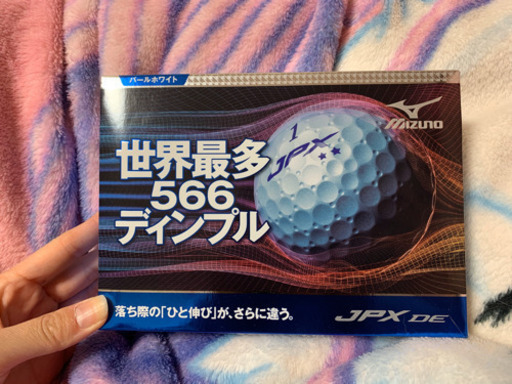 パールホワイト
MIZUNO
世界最多
566
ディンプル
1
JPX
落ち際の「ひと伸び」が、さらに違う。
JPX DE